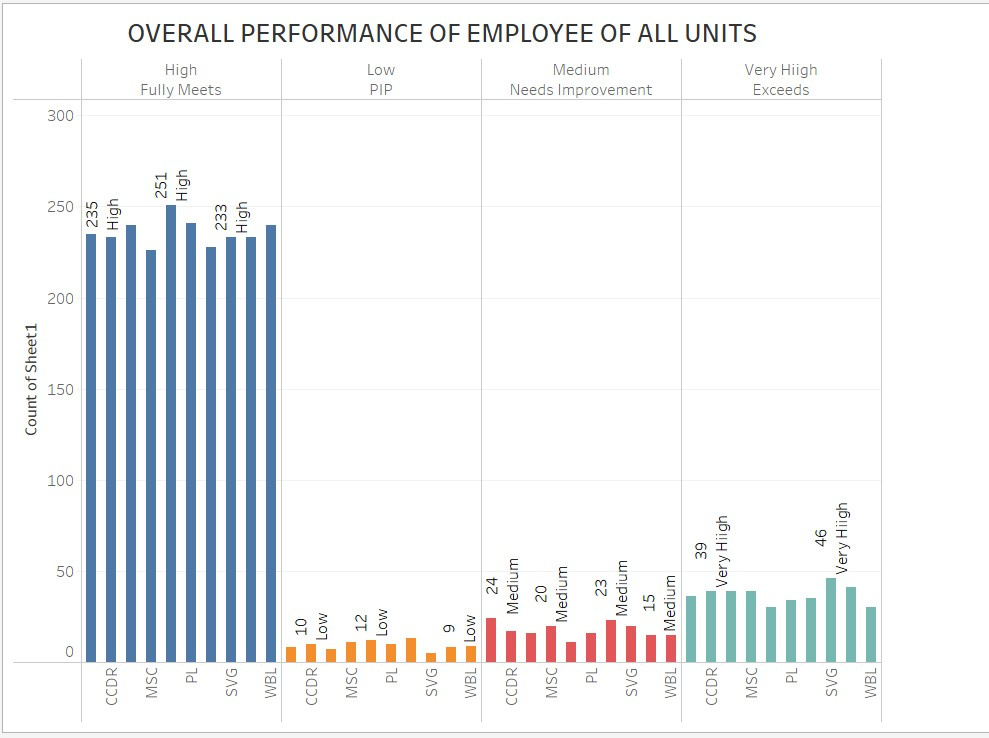 OVERALL PERFORMANCE OF EMPLOYEE OF ALL UNITS
High
Fully Meets
Low
PIP
Medium
Needs Improvement
Very Hiigh
Exceeds
Count of Sheet1
300
250
200
150
100
50
0
235
High
251
High
233
High
10
Low
12
Low
9
Low
24
Medium
20
Medium
23
Medium
15
Medium
39
Very Hiigh
46
Very Hiigh
CCDR
MSC
PL
SVG
WBL
CCDR
MSC
PL
SVG
WBL
CCDR
MSC
PL
SVG
WBL
CCDR
MSC
PL
SVG
WBL